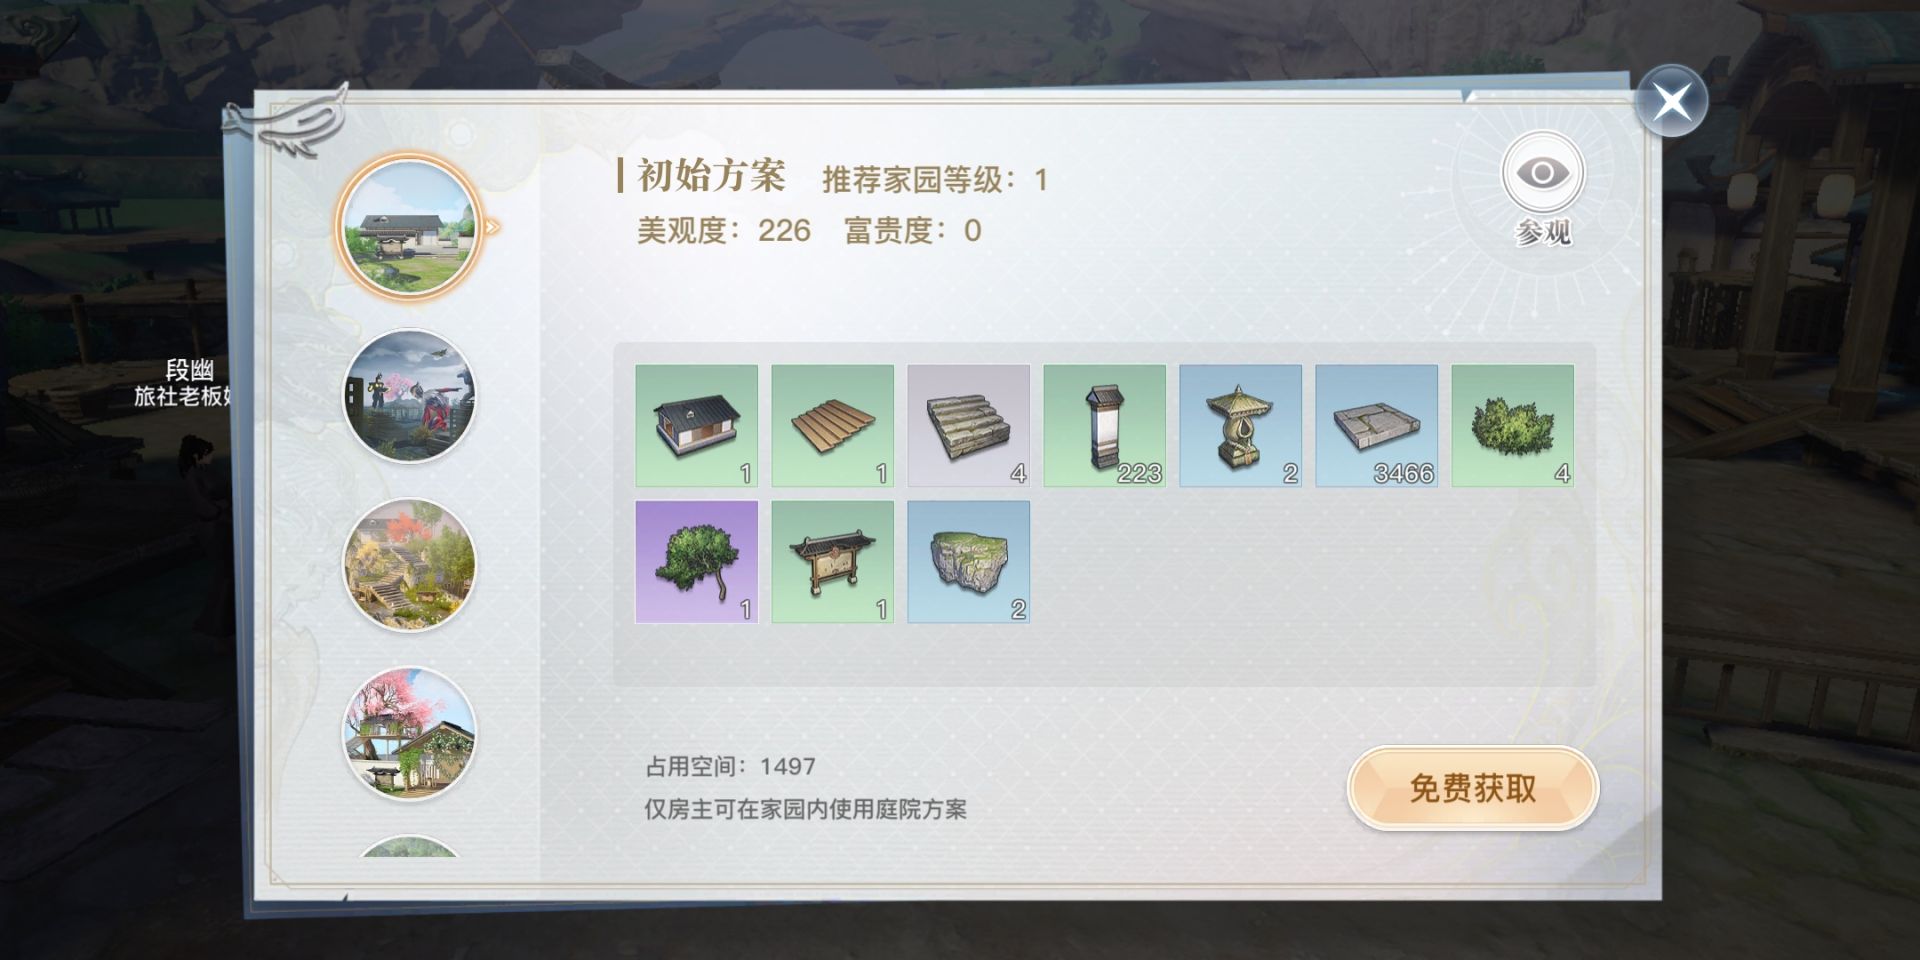 初始方案 推荐家园等级：1
美观度：226 富贵度：0
参观
段幽
旅社老板
1 1 4 223 2 3466 4
1 1 2
占用空间：1497
仅房主可在家园内使用庭院方案
免费获取